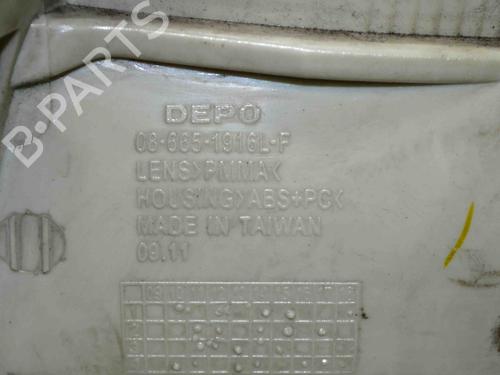 DEPO
08-665-1916L-F
LENS>PMMA<
HOUSING>ABS+PC<
MADE IN TAIWAN
09.11
B-PARTS